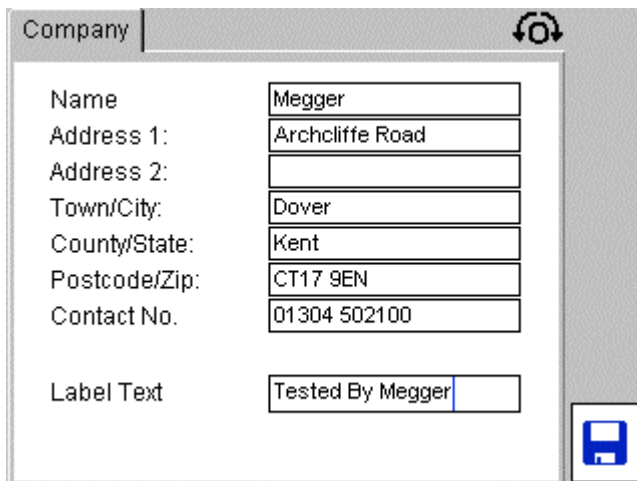 Company
Name Megger
Address 1: Archcliffe Road
Address 2:
Town/City: Dover
County/State: Kent
Postcode/Zip: CT17 9EN
Contact No. 01304 502100
Label Text Tested By Megger